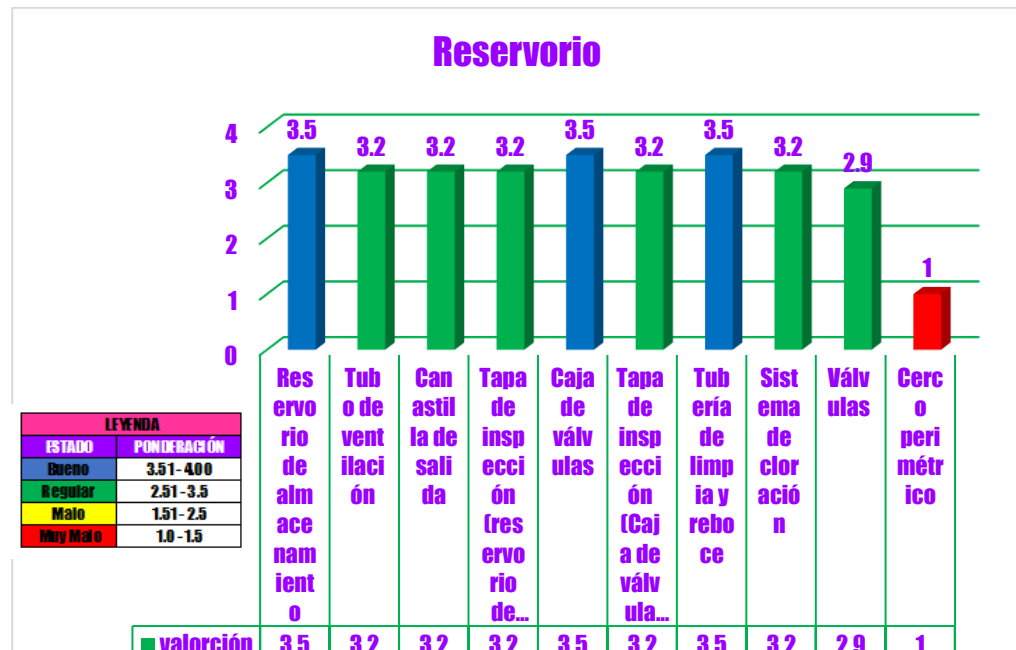 Reservorio
4
3
2
1
0
3.5
3.2
3.2
3.2
3.5
3.2
3.5
3.2
2.9
1
Res
ervo
rio
de
alm
ace
nam
ient
o
Tub
o de
vent
ilaci
ón
Can
astil
la de
sali
da
Tapa
de
insp
ecci
ón
(res
ervo
rio
de...
Caja
de
válv
ulas
Tapa
de
insp
ecci
ón
(Caj
a de
válv
ula...
Tub
ería
de
limp
ia y
rebo
ce
Sist
ema
de
clor
ació
n
Válv
ulas
Cerc
o
peri
métr
ico
LEYENDA
ESTADO PONDERACIÓN
Bueno 3.51 - 4.00
Regular 2.51 - 3.5
Malo 1.51 - 2.5
Muy Malo 1.0 - 1.5
valorción 3.5 3.2 3.2 3.2 3.5 3.2 3.5 3.2 2.9 1